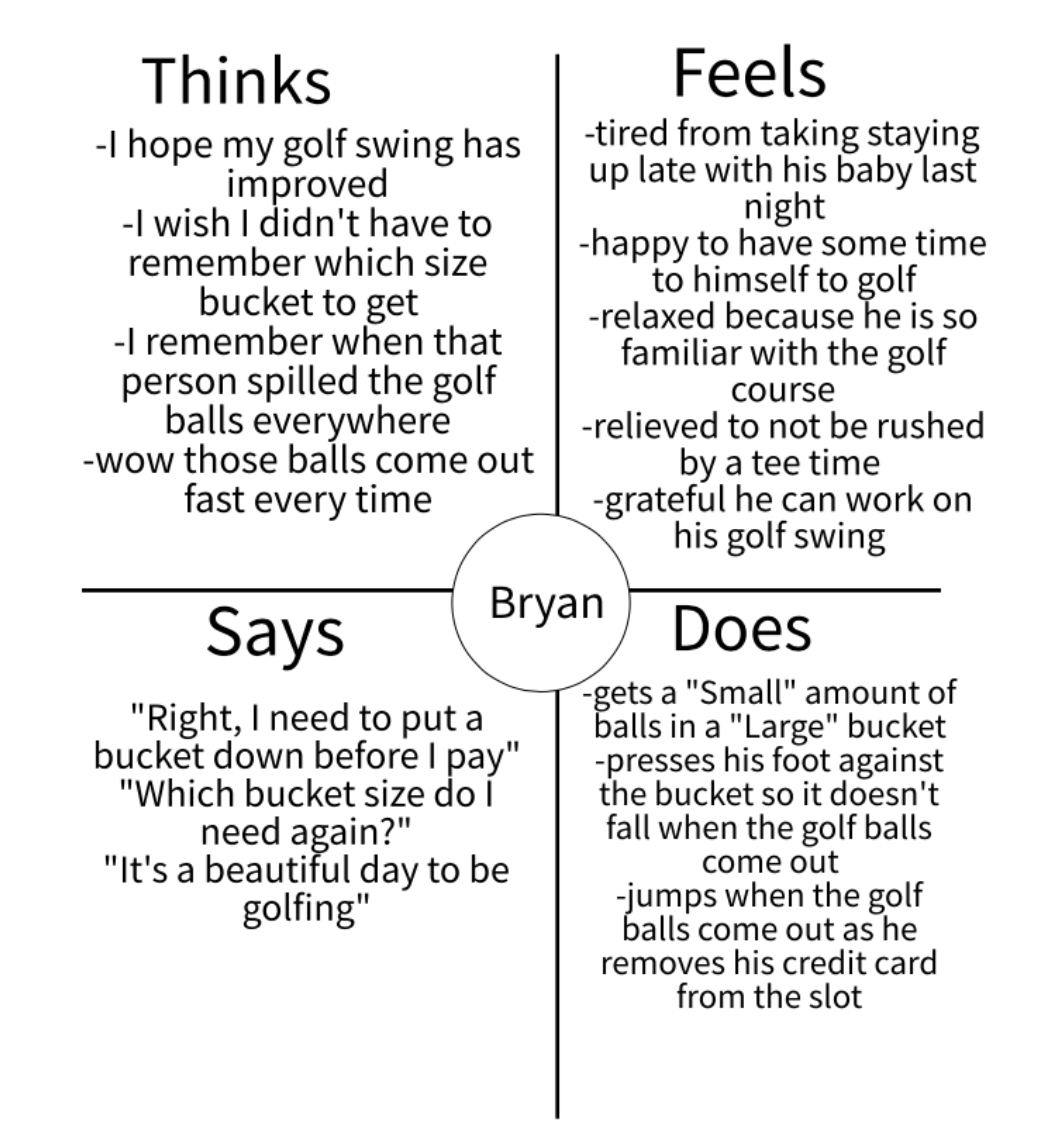 Thinks
-I hope my golf swing has
improved
-I wish I didn't have to
remember which size
bucket to get
-I remember when that
person spilled the golf
balls everywhere
-wow those balls come out
fast every time
Feels
-tired from taking staying
up late with his baby last
night
-happy to have some time
to himself to golf
-relaxed because he is so
familiar with the golf
course
-relieved to not be rushed
by a tee time
-grateful he can work on
his golf swing
Bryan
Says
"Right, I need to put a
bucket down before I pay"
"Which bucket size do I
need again?"
"It's a beautiful day to be
golfing"
Does
-gets a "Small" amount of
balls in a "Large" bucket
-presses his foot against
the bucket so it doesn't
fall when the golf balls
come out
-jumps when the golf
balls come out as he
removes his credit card
from the slot